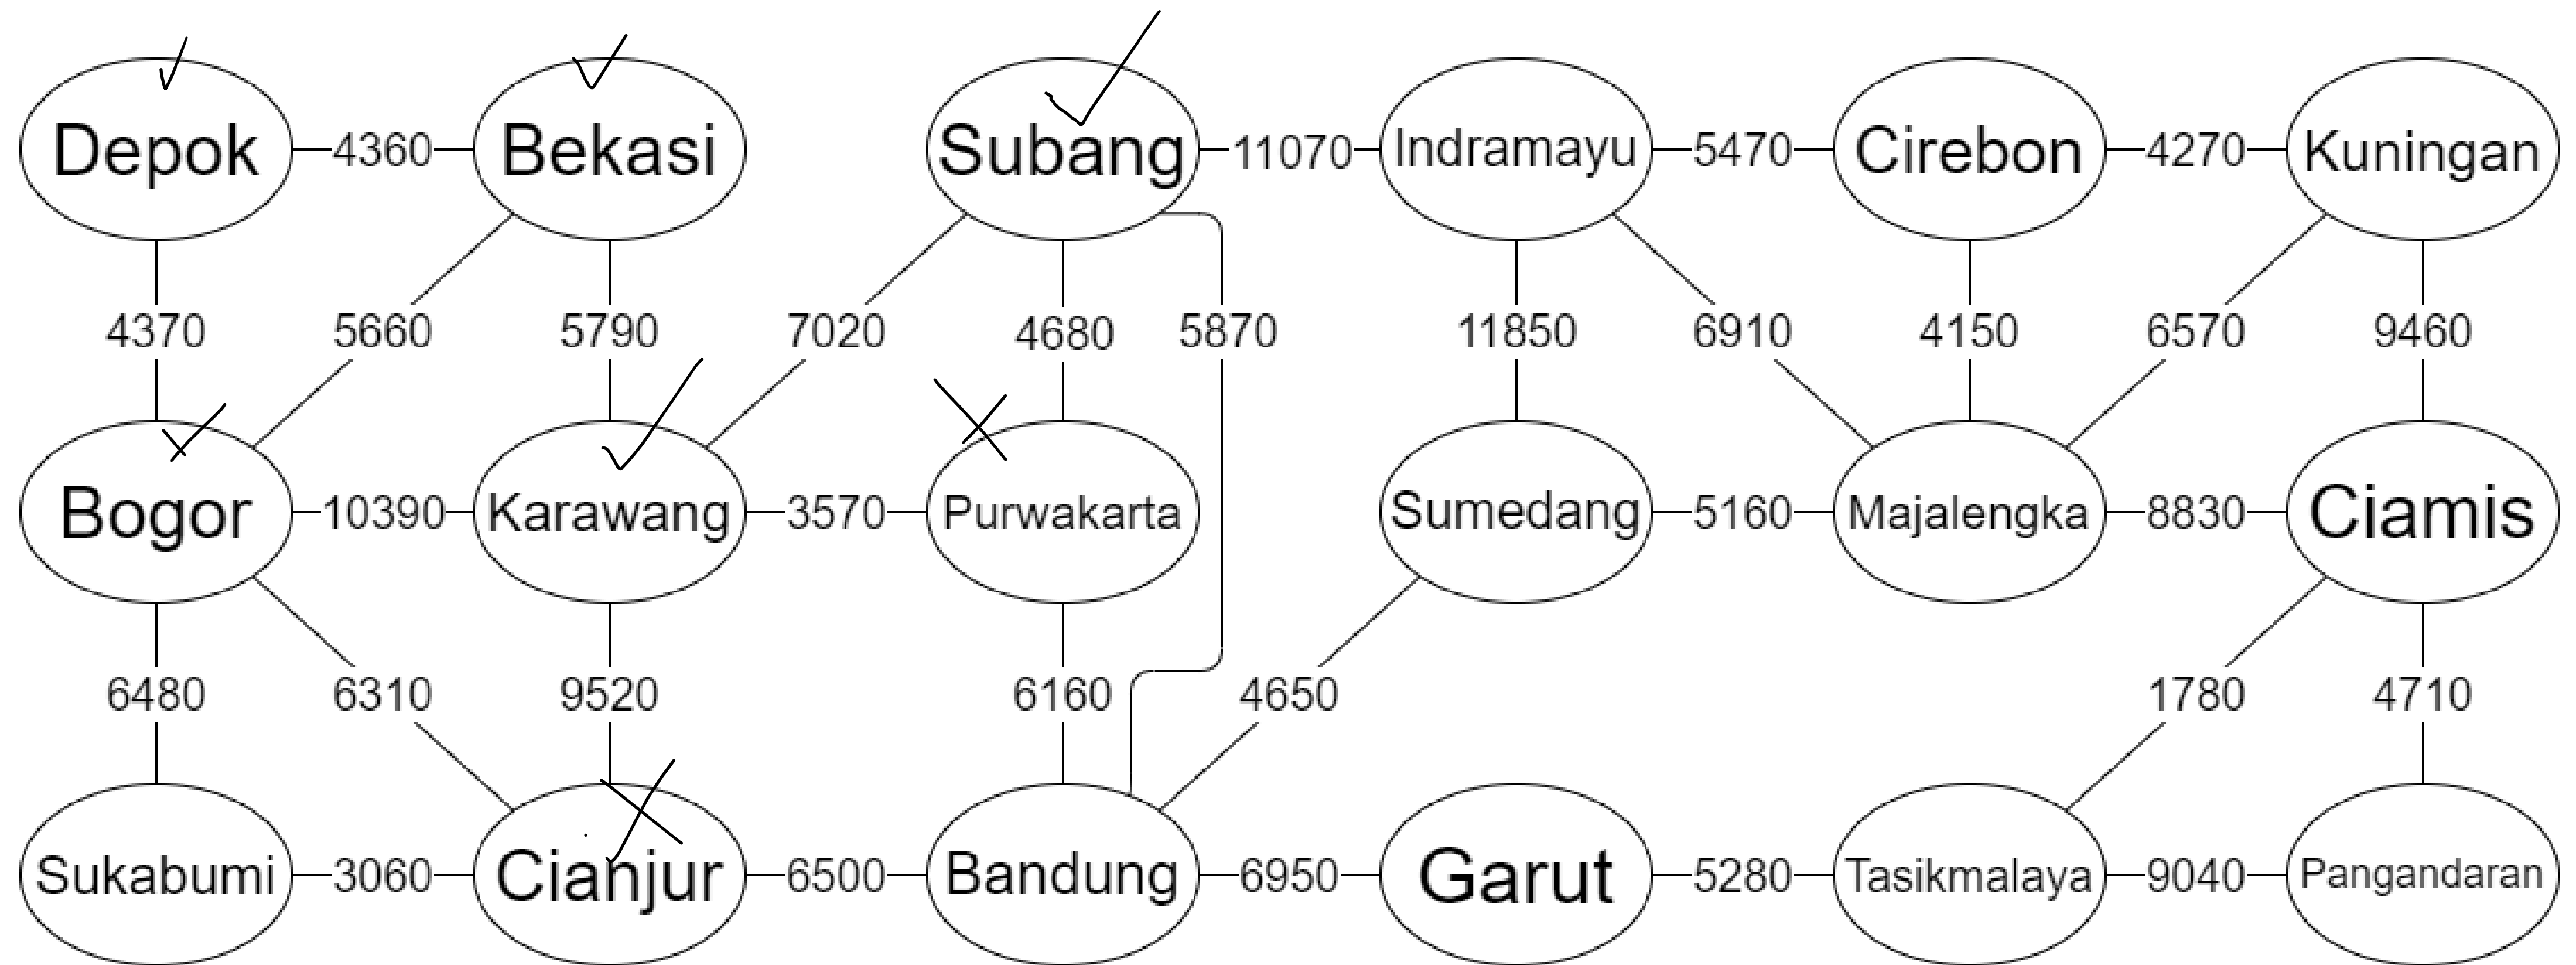 Depok 4360 Bekasi Subang 11070 Indramayu 5470 Cirebon 4270 Kuningan
4370 5660 5790 7020 4680 5870 11850 6910 4150 6570 9460
Bogor 10390 Karawang 3570 Purwakarta Sumedang 5160 Majalengka 8830 Ciamis
6480 6310 9520 6160 4650 1780 4710
Sukabumi 3060 Cianjur 6500 Bandung 6950 Garut 5280 Tasikmalaya 9040 Pangandaran